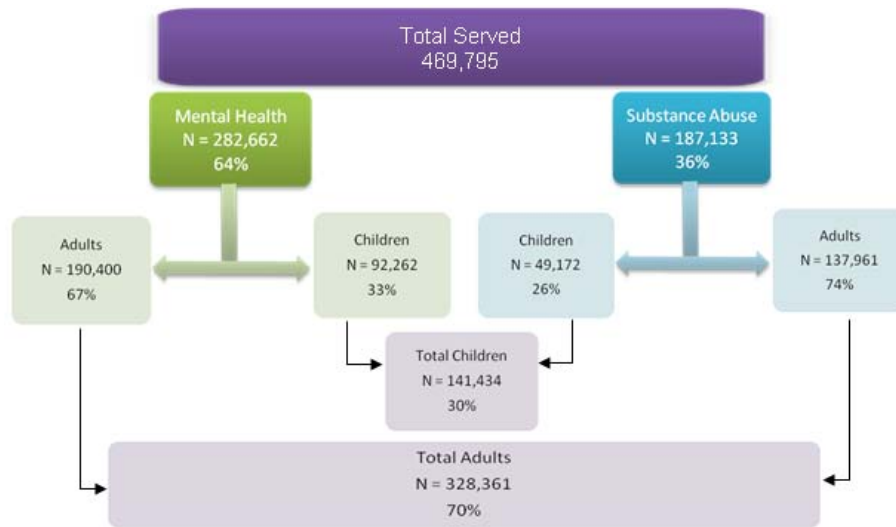 Total Served
469,795
Mental Health
N = 282,662
64%
Substance Abuse
N = 187,133
36%
Adults
N = 190,400
67%
Children
N = 92,262
33%
Children
N = 49,172
26%
Adults
N = 137,961
74%
Total Children
N = 141,434
30%
Total Adults
N = 328,361
70%